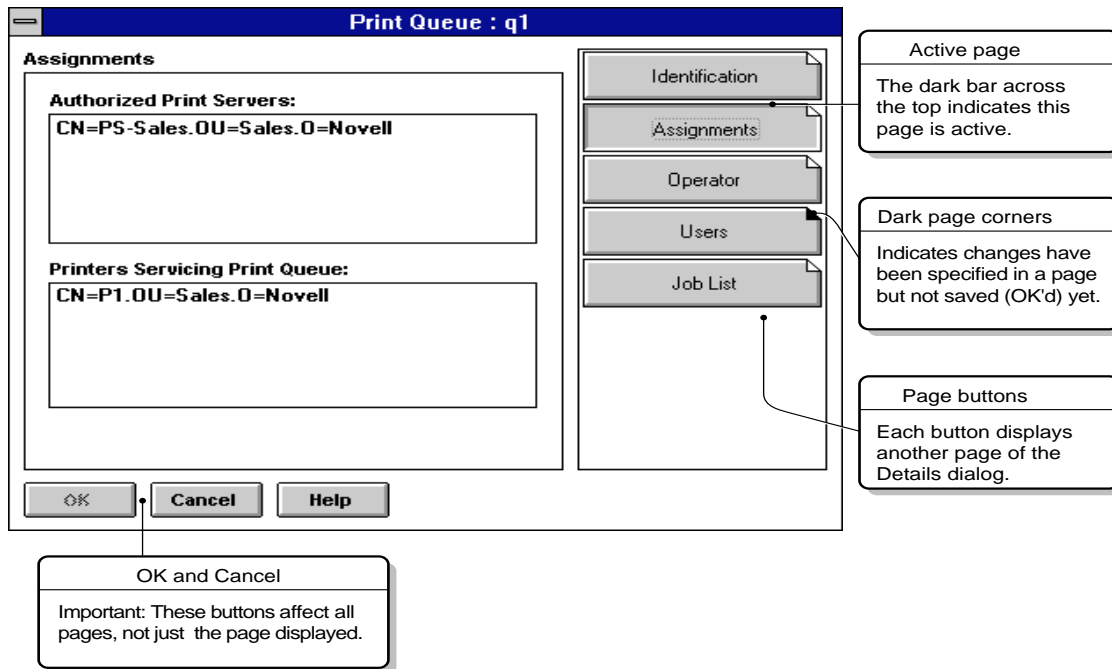 Print Queue : q1
Assignments
Authorized Print Servers:
CN=PS-Sales.OU=Sales.O=Novell
Printers Servicing Print Queue:
CN=P1.OU=Sales.O=Novell
Identification
Assignments
Operator
Users
Job List
OK
Cancel
Help
Active page
The dark bar across
the top indicates this
page is active.
Dark page corners
Indicates changes have
been specified in a page
but not saved (OK'd) yet.
Page buttons
Each button displays
another page of the
Details dialog.
OK and Cancel
Important: These buttons affect all
pages, not just the page displayed.